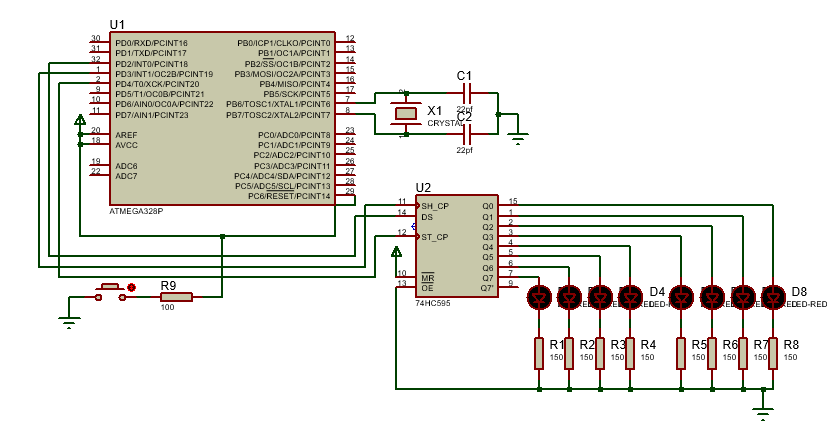 U1
30 PD0/RXD/PCINT16 PB0/ICP1/CLKO/PCINT0 12
31 PD1/TXD/PCINT17 PB1/OC1A/PCINT1 13
32 PD2/INT0/PCINT18 PB2/SS/OC1B/PCINT2 14
1 PD3/INT1/OC2B/PCINT19 PB3/MOSI/OC2A/PCINT3 15
2 PD4/T0/XCK/PCINT20 PB4/MISO/PCINT4 16
9 PD5/T1/OC0B/PCINT21 PB5/SCK/PCINT5 17
10 PD6/AIN0/OC0A/PCINT22 PB6/TOSC1/XTAL1/PCINT6 7
11 PD7/AIN1/PCINT23 PB7/TOSC2/XTAL2/PCINT7 8
20 AREF PC0/ADC0/PCINT8 23
18 AVCC PC1/ADC1/PCINT9 24
PC2/ADC2/PCINT10 25
19 ADC6 PC3/ADC3/PCINT11 26
22 ADC7 PC4/ADC4/SDA/PCINT12 27
PC5/ADC5/SCL/PCINT13 28
PC6/RESET/PCINT14 29
ATMEGA328P
C1
22pf
X1
CRYSTAL
C2
22pf
U2
11 SH_CP Q0 15
14 DS Q1 1
Q2 2
12 ST_CP Q3 3
Q4 4
Q5 5
Q6 6
10 MR Q7 7
13 OE Q7' 9
74HC595
R9
100
D4 D8
LED-RED
R1 R2 R3 R4 R5 R6 R7 R8
150 150 150 150 150 150 150 150